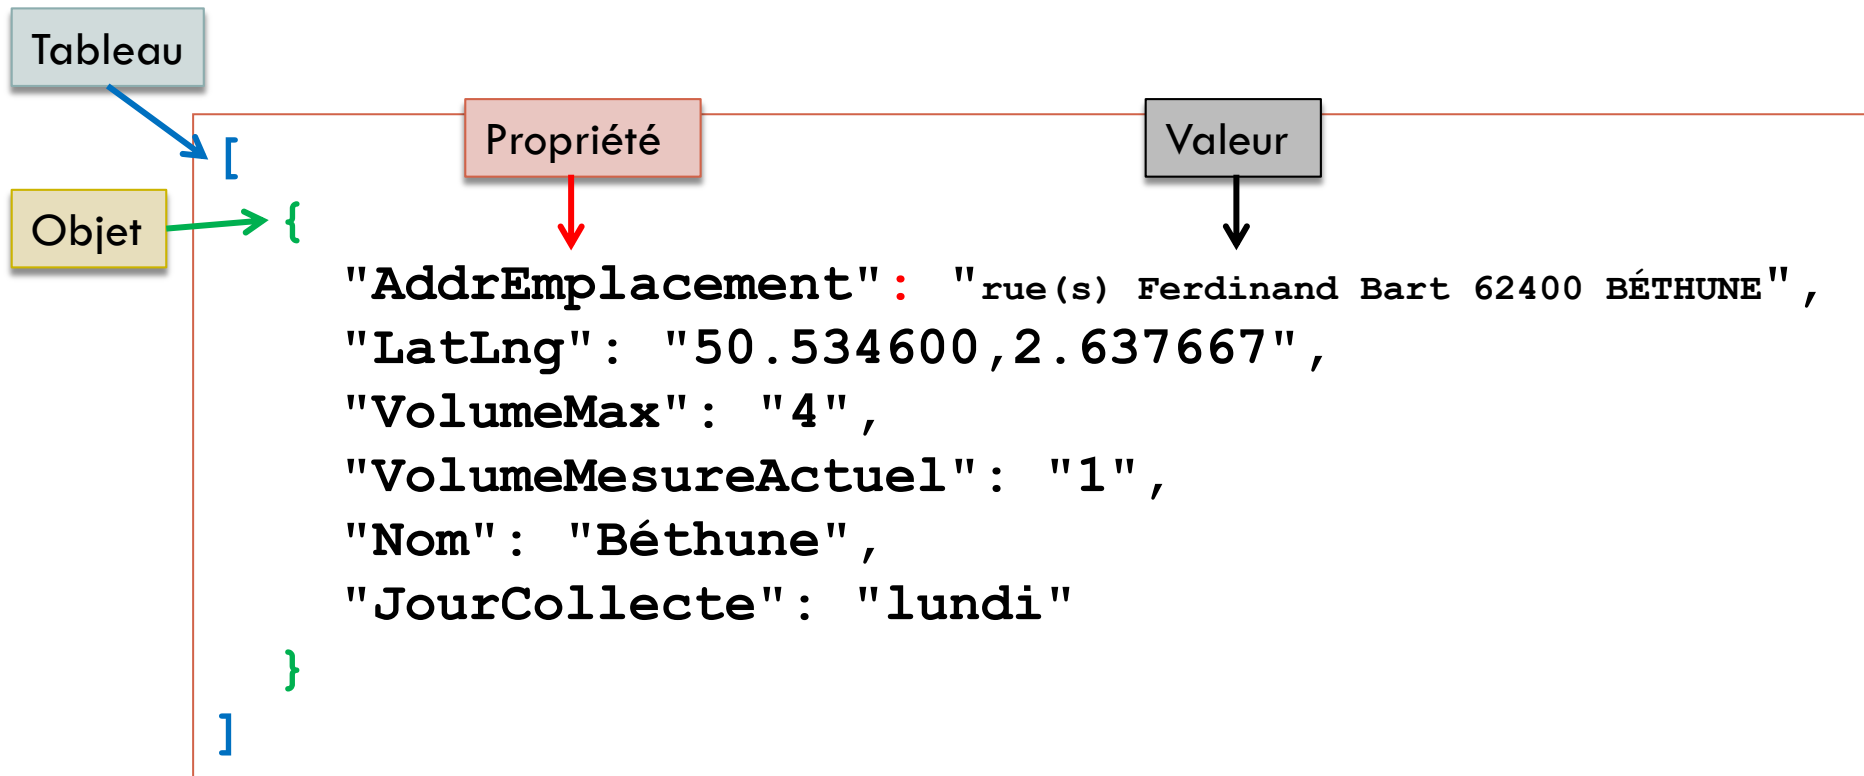 Tableau
Propriété
Valeur
[
Objet
{
"AddrEmplacement": "rue(s) Ferdinand Bart 62400 BÉTHUNE",
"LatLng": "50.534600,2.637667",
"VolumeMax": "4",
"VolumeMesureActuel": "1",
"Nom": "Béthune",
"JourCollecte": "lundi"
}
]